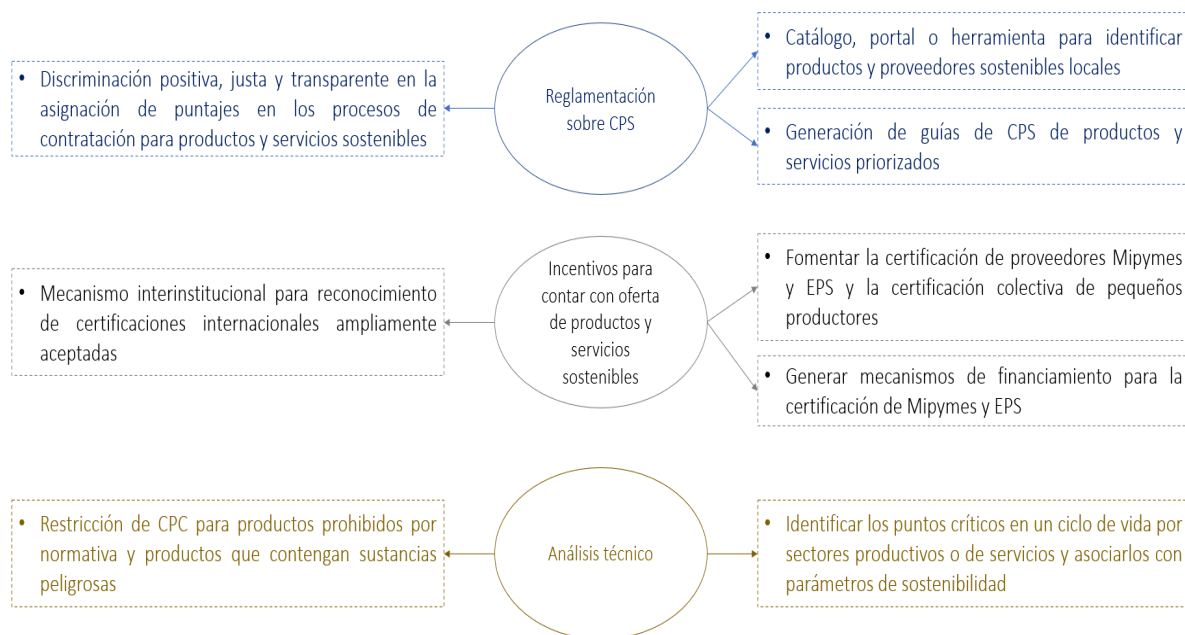 • Discriminación positiva, justa y transparente en la
asignación de puntajes en los procesos de
contratación para productos y servicios sostenibles
Reglamentación
sobre CPS
• Catálogo, portal o herramienta para identificar
productos y proveedores sostenibles locales
• Generación de guías de CPS de productos y
servicios priorizados
• Mecanismo interinstitucional para reconocimiento
de certificaciones internacionales ampliamente
aceptadas
Incentivos para
contar con oferta
de productos y
servicios
sostenibles
• Fomentar la certificación de proveedores Mipymes
y EPS y la certificación colectiva de pequeños
productores
• Generar mecanismos de financiamiento para la
certificación de Mipymes y EPS
• Restricción de CPC para productos prohibidos por
normativa y productos que contengan sustancias
peligrosas
Análisis técnico
• Identificar los puntos críticos en un ciclo de vida por
sectores productivos o de servicios y asociarlos con
parámetros de sostenibilidad